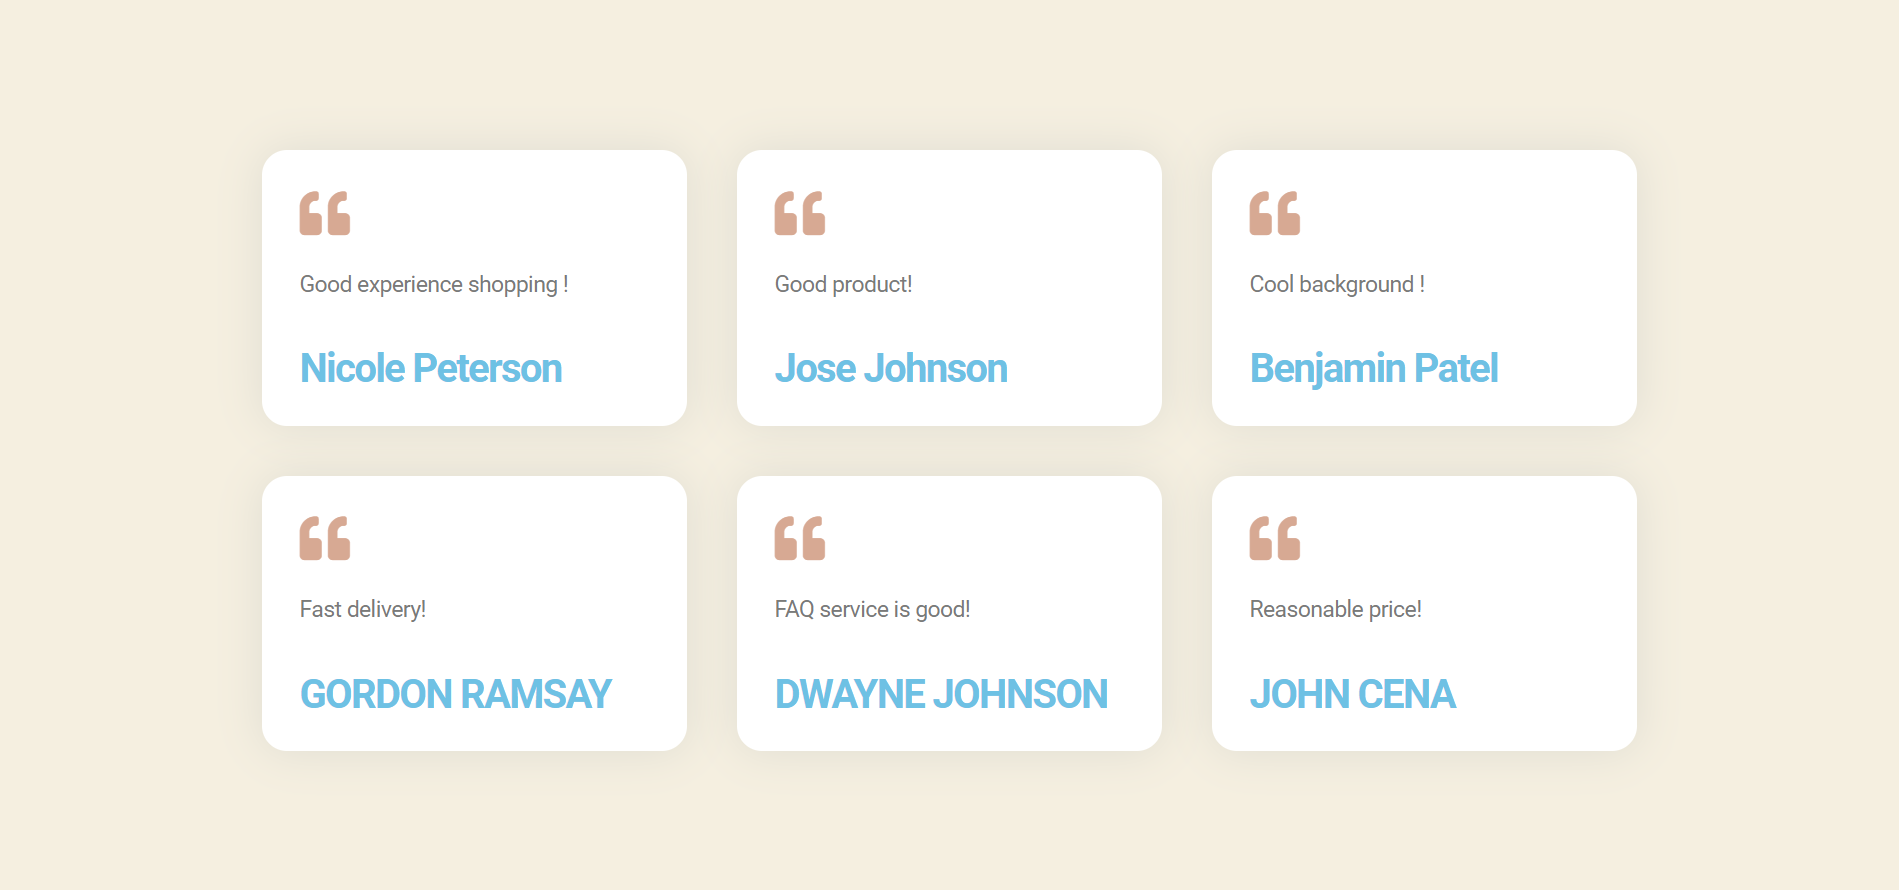 Good experience shopping !
Nicole Peterson
Good product!
Jose Johnson
Cool background !
Benjamin Patel
Fast delivery!
GORDON RAMSAY
FAQ service is good!
DWAYNE JOHNSON
Reasonable price!
JOHN CENA